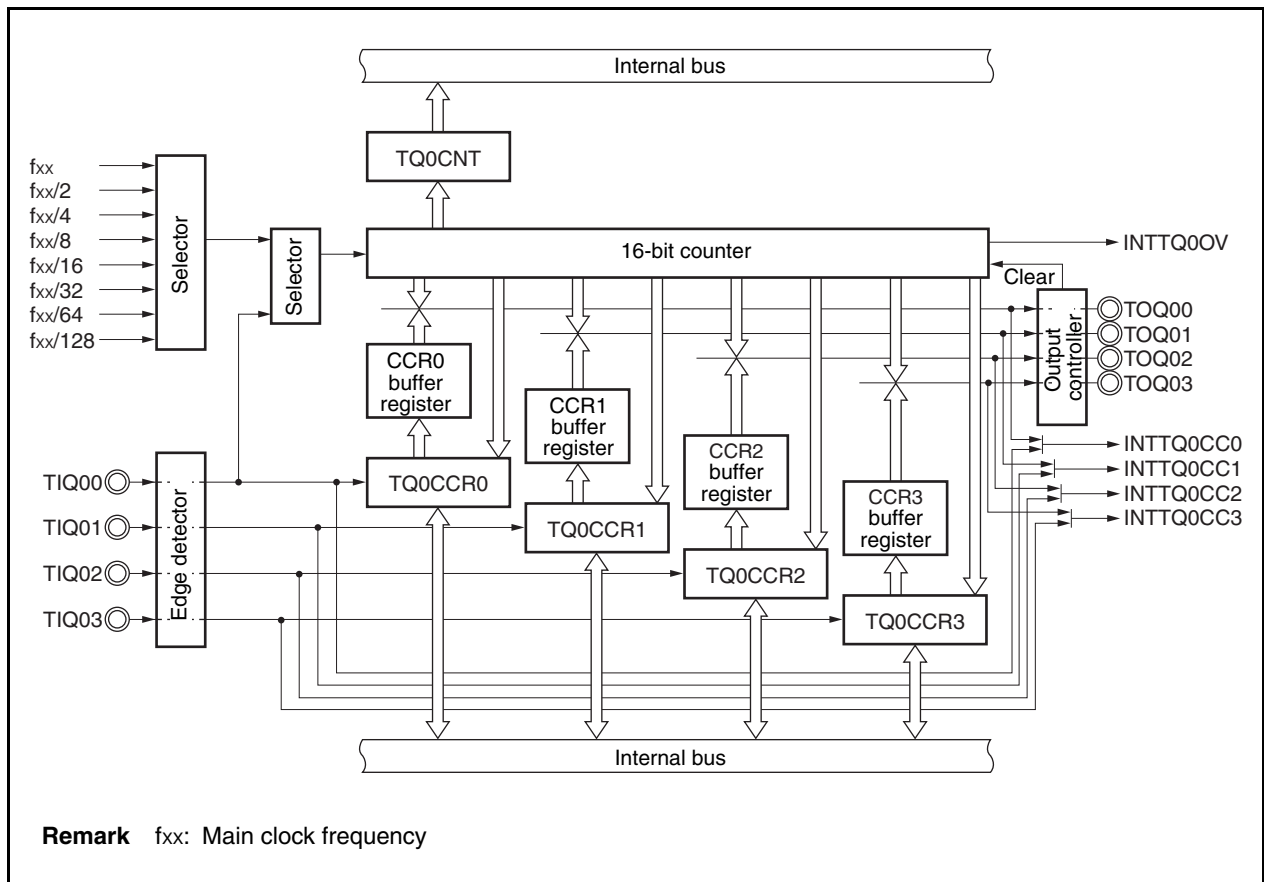 Internal bus
TQ0CNT
fxx
fxx/2
fxx/4
fxx/8
fxx/16
fxx/32
fxx/64
fxx/128
Selector
Selector
16-bit counter
INTTQ0OV
Clear
Output
controller
TOQ00
TOQ01
TOQ02
TOQ03
CCR0
buffer
register
CCR1
buffer
register
CCR2
buffer
register
CCR3
buffer
register
INTTQ0CC0
INTTQ0CC1
INTTQ0CC2
INTTQ0CC3
TIQ00
TIQ01
TIQ02
TIQ03
Edge detector
TQ0CCR0
TQ0CCR1
TQ0CCR2
TQ0CCR3
Internal bus
Remark fxx: Main clock frequency